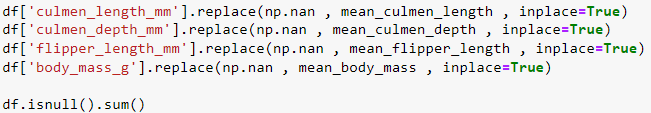 df['culmen_length_mm'].replace(np.nan , mean_culmen_length , inplace=True)
df['culmen_depth_mm'].replace(np.nan , mean_culmen_depth , inplace=True)
df['flipper_length_mm'].replace(np.nan , mean_flipper_length , inplace=True)
df['body_mass_g'].replace(np.nan , mean_body_mass , inplace=True)
df.isnull().sum()